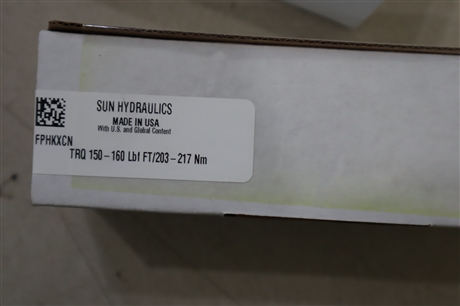 SUN HYDRAULICS
MADE IN USA
With U.S. and Global Content
FPHKXCN
TRQ 150-160 Lbf FT/203-217 Nm